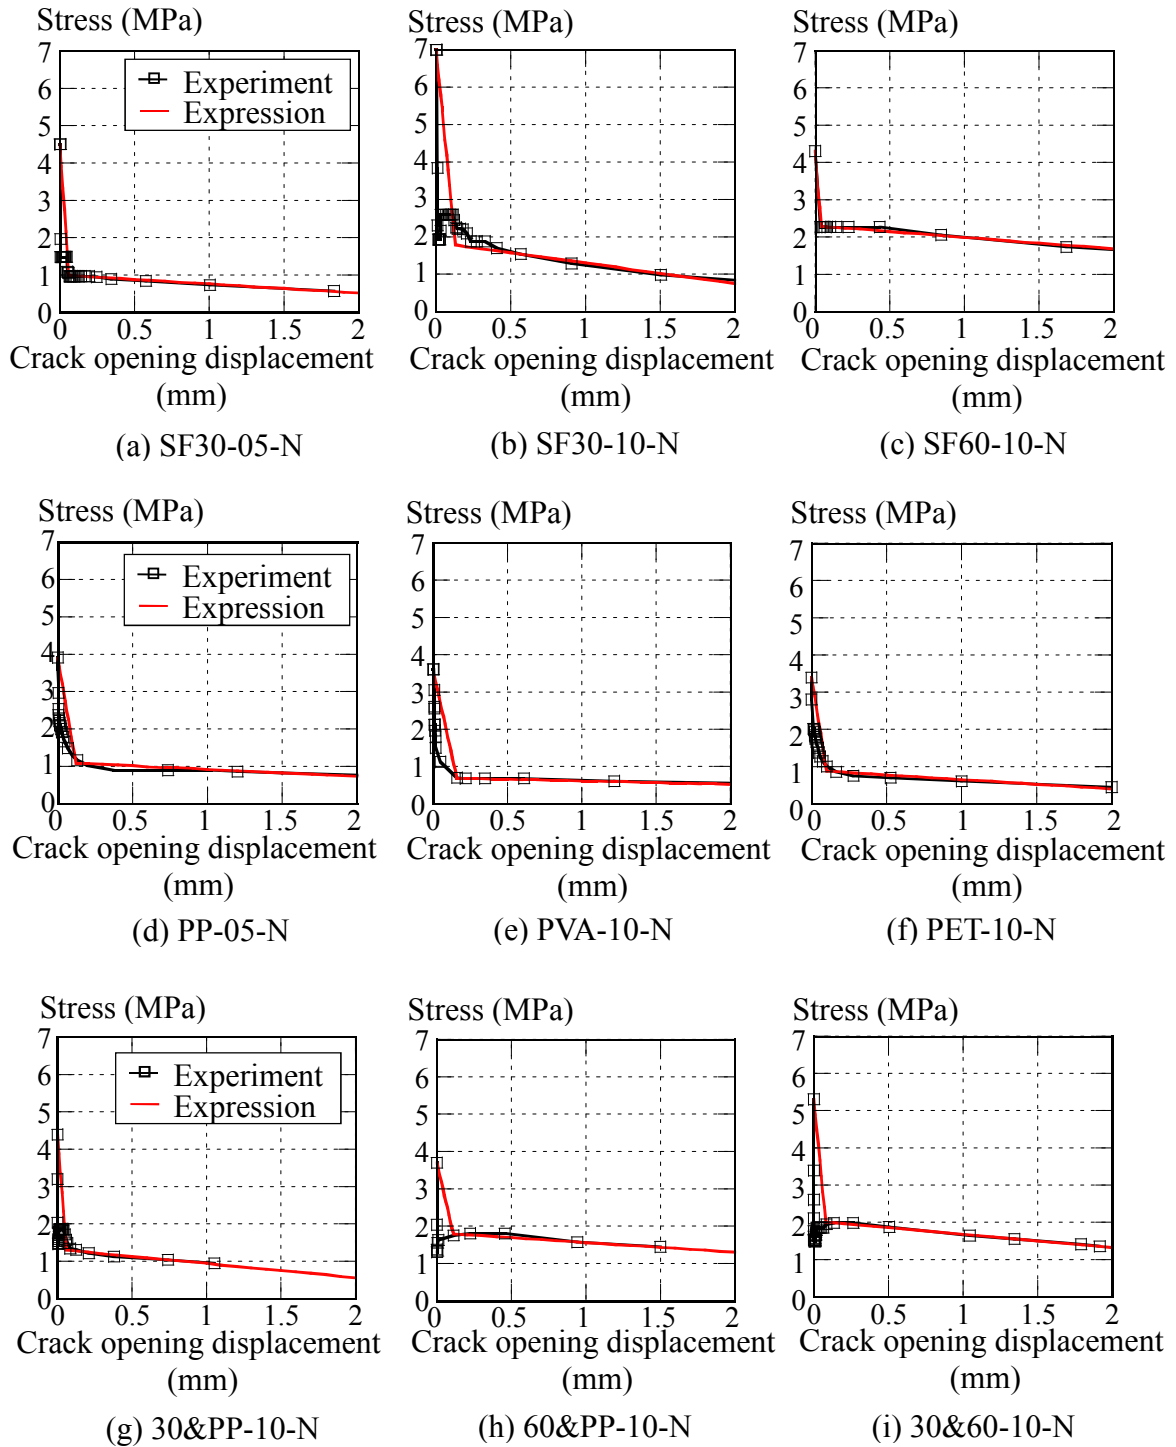 Stress (MPa)
7
6
5
4
3
2
1
0
Experiment
Expression
0 0.5 1 1.5 2
Crack opening displacement
(mm)
(a) SF30-05-N
Stress (MPa)
7
6
5
4
3
2
1
0
0 0.5 1 1.5 2
Crack opening displacement
(mm)
(b) SF30-10-N
Stress (MPa)
7
6
5
4
3
2
1
0
0 0.5 1 1.5 2
Crack opening displacement
(mm)
(c) SF60-10-N
Stress (MPa)
7
6
5
4
3
2
1
0
Experiment
Expression
0 0.5 1 1.5 2
Crack opening displacement
(mm)
(d) PP-05-N
Stress (MPa)
7
6
5
4
3
2
1
0
0 0.5 1 1.5 2
Crack opening displacement
(mm)
(e) PVA-10-N
Stress (MPa)
7
6
5
4
3
2
1
0
0 0.5 1 1.5 2
Crack opening displacement
(mm)
(f) PET-10-N
Stress (MPa)
7
6
5
4
3
2
1
0
Experiment
Expression
0 0.5 1 1.5 2
Crack opening displacement
(mm)
(g) 30&PP-10-N
Stress (MPa)
7
6
5
4
3
2
1
0
0 0.5 1 1.5 2
Crack opening displacement
(mm)
(h) 60&PP-10-N
Stress (MPa)
7
6
5
4
3
2
1
0
0 0.5 1 1.5 2
Crack opening displacement
(mm)
(i) 30&60-10-N